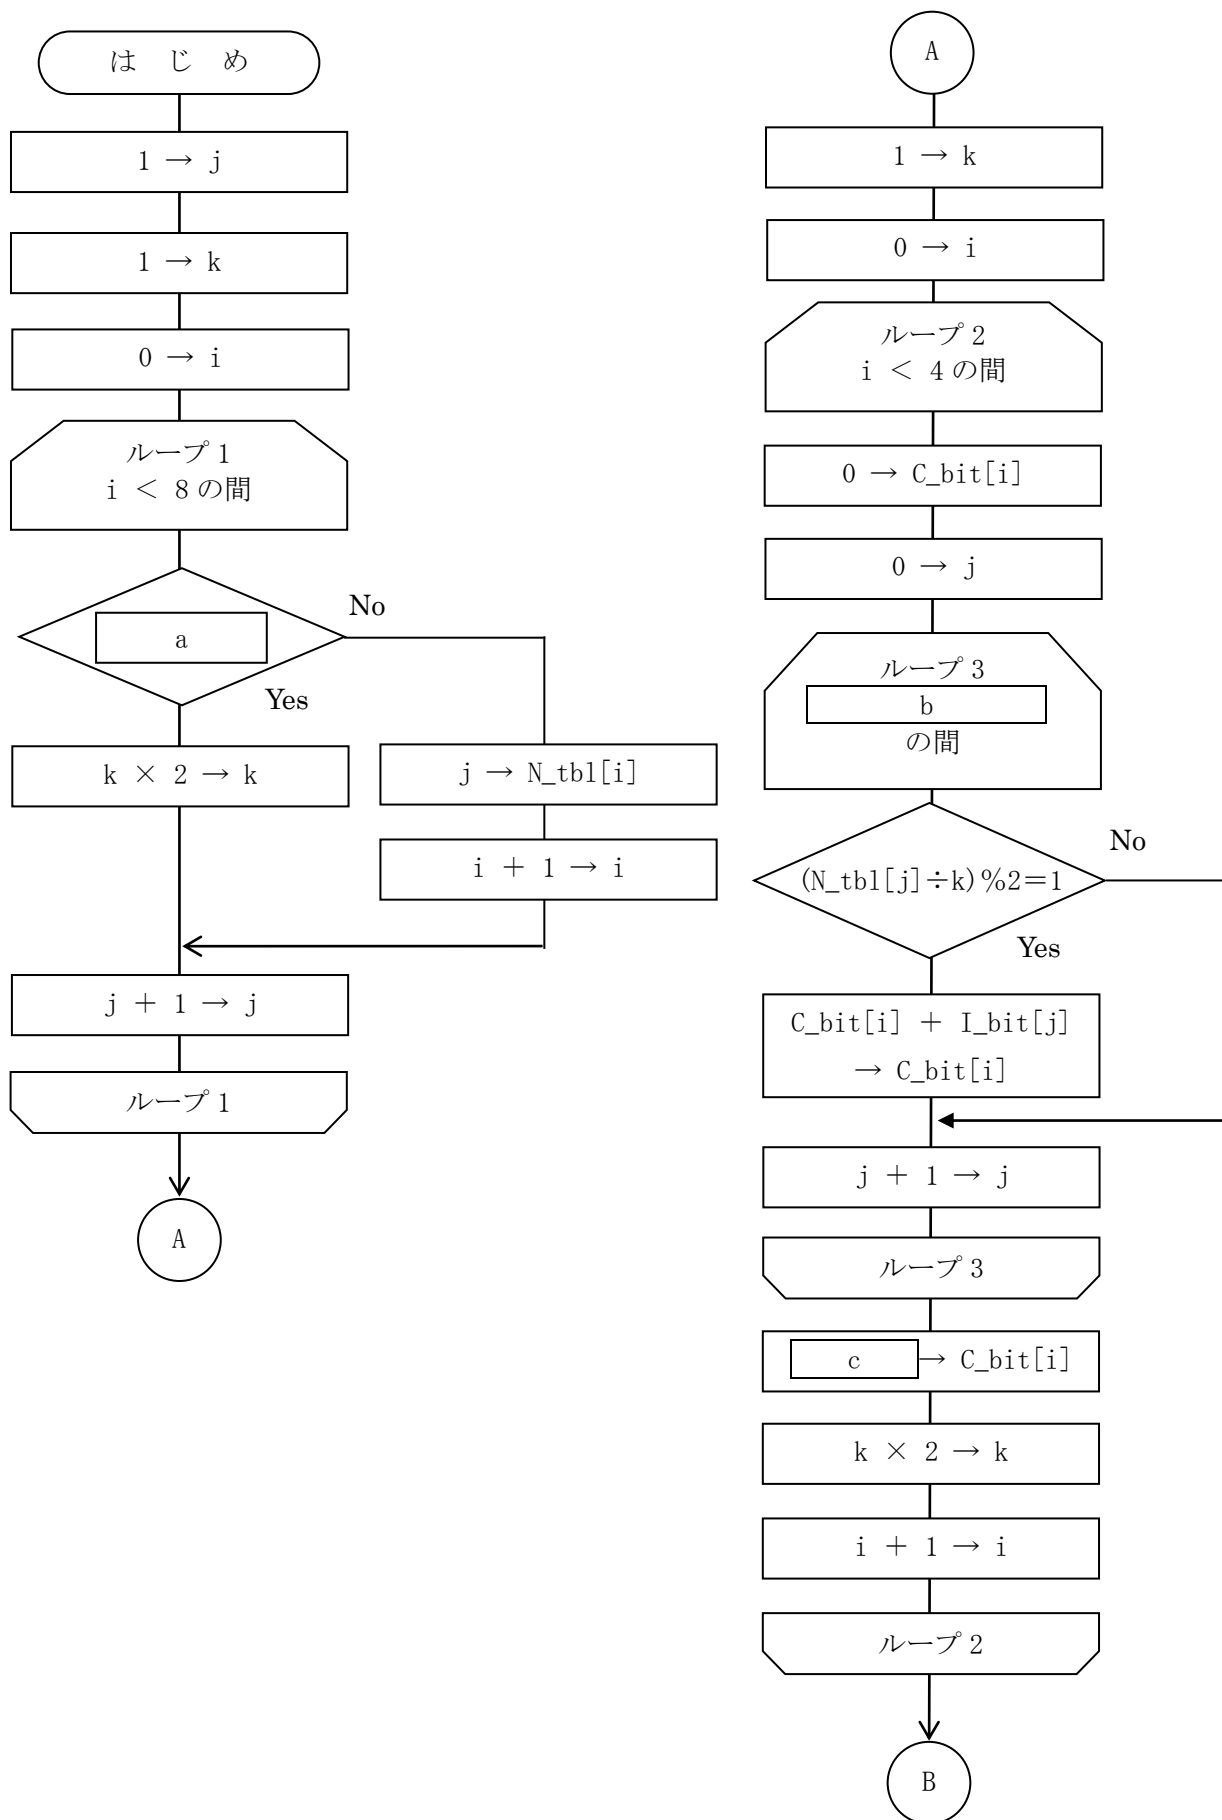 は じ め
1 → j
1 → k
0 → i
ループ1
i < 8の間
a
No
Yes
k × 2 → k
j → N_tbl[i]
i + 1 → i
j + 1 → j
ループ1
A
A
1 → k
0 → i
ループ2
i < 4の間
0 → C_bit[i]
0 → j
ループ3
b
の間
No
(N_tbl[j]÷k)%2=1
Yes
C_bit[i] + I_bit[j]
→ C_bit[i]
j + 1 → j
ループ3
c → C_bit[i]
k × 2 → k
i + 1 → i
ループ2
B